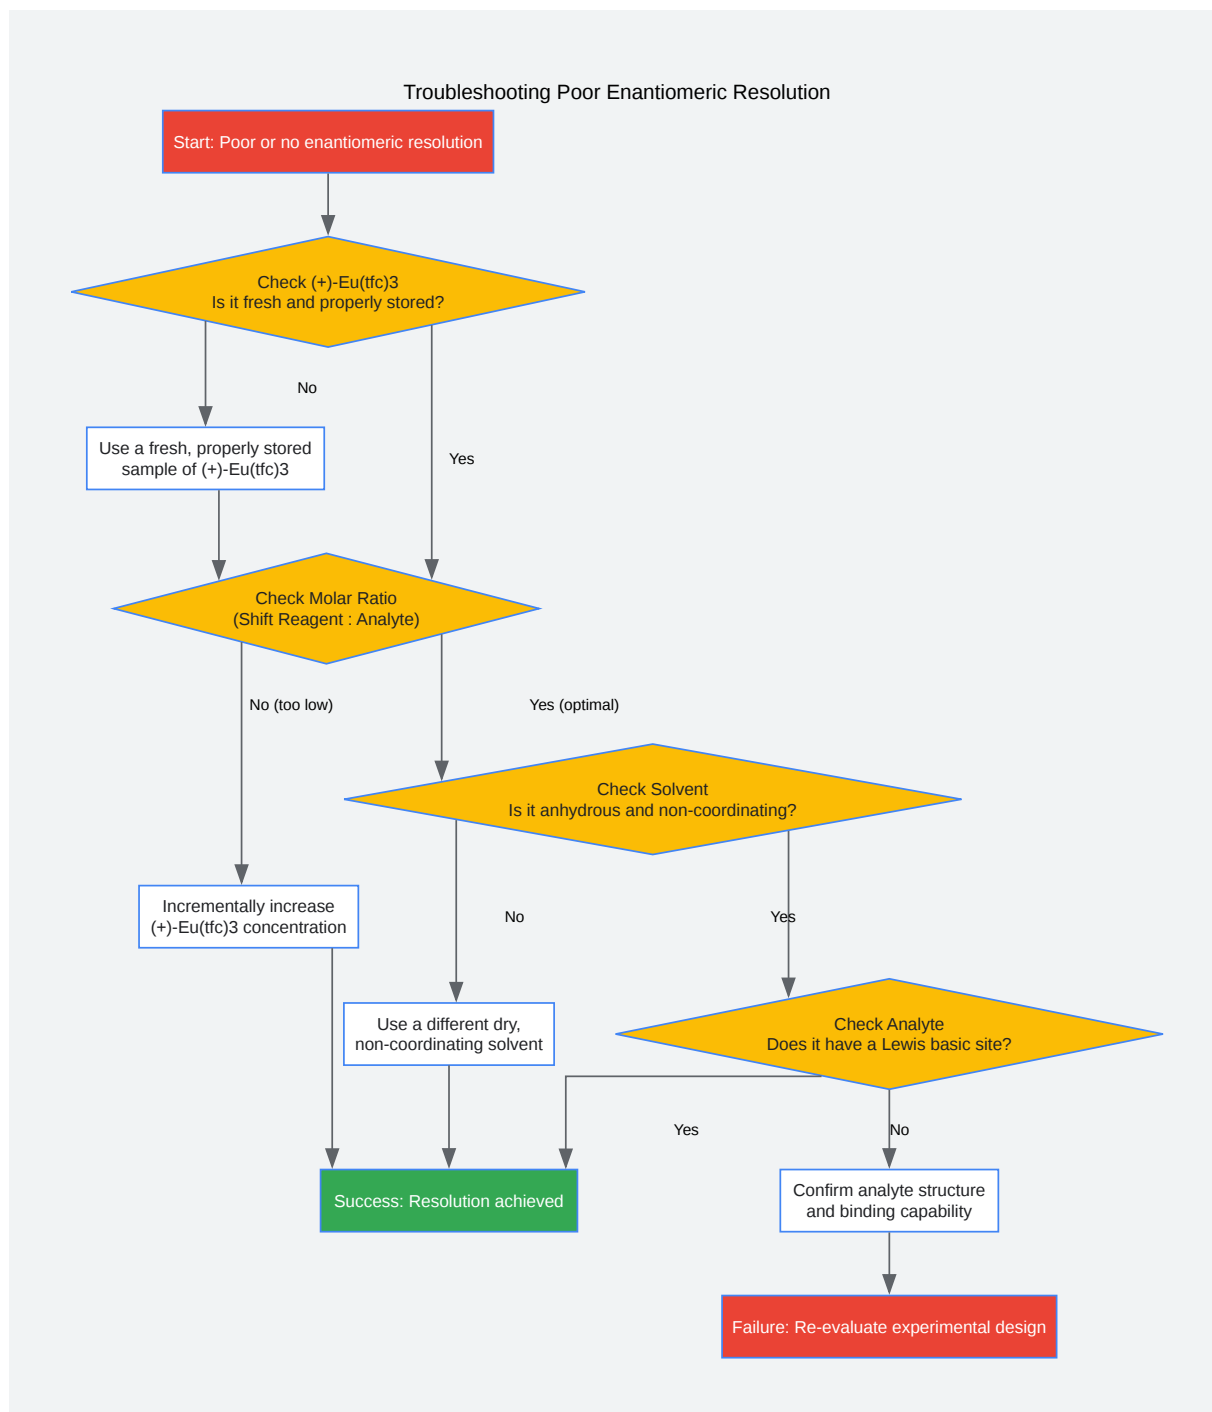 Troubleshooting Poor Enantiomeric Resolution
Start: Poor or no enantiomeric resolution
Check (+)-Eu(tfc)3
Is it fresh and properly stored?
No
Use a fresh, properly stored
sample of (+)-Eu(tfc)3
Yes
Check Molar Ratio
(Shift Reagent : Analyte)
No (too low)
Yes (optimal)
Check Solvent
Is it anhydrous and non-coordinating?
Incrementally increase
(+)-Eu(tfc)3 concentration
No
Yes
Use a different dry,
non-coordinating solvent
Check Analyte
Does it have a Lewis basic site?
Yes
No
Success: Resolution achieved
Confirm analyte structure
and binding capability
Failure: Re-evaluate experimental design